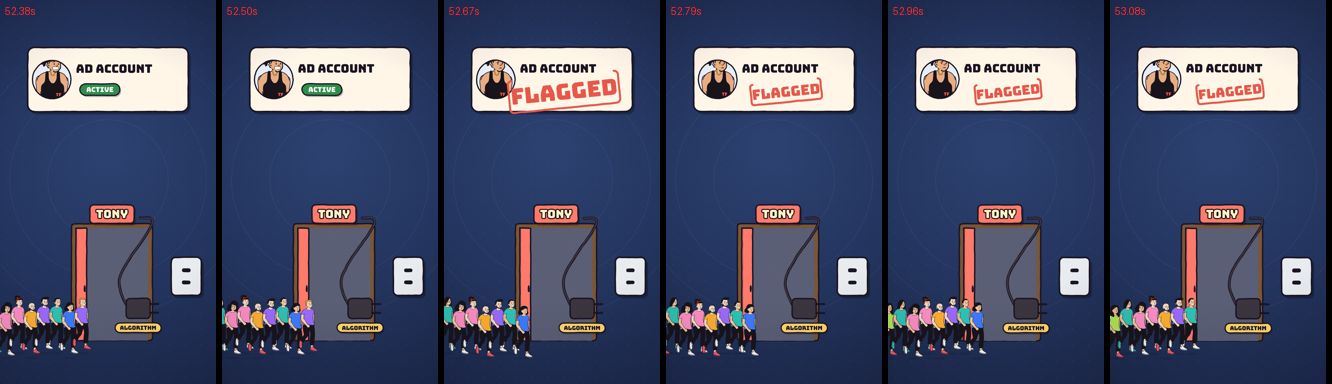 52.38s
AD ACCOUNT
ACTIVE
TONY
ALGORITHM
52.50s
AD ACCOUNT
ACTIVE
TONY
ALGORITHM
52.67s
AD ACCOUNT
FLAGGED
TONY
ALGORITHM
52.79s
AD ACCOUNT
FLAGGED
TONY
ALGORITHM
52.96s
AD ACCOUNT
FLAGGED
TONY
ALGORITHM
53.08s
AD ACCOUNT
FLAGGED
TONY
ALGORITHM